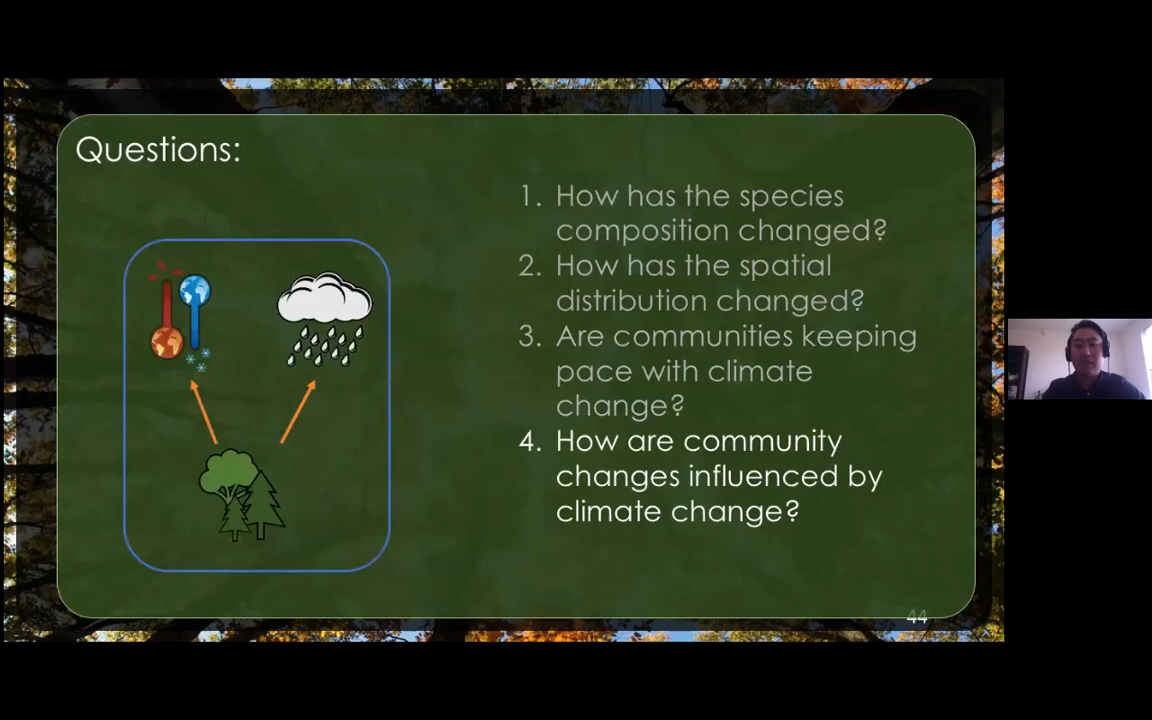 Questions:
1. How has the species
composition changed?
2. How has the spatial
distribution changed?
3. Are communities keeping
pace with climate
change?
4. How are community
changes influenced by
climate change?
44